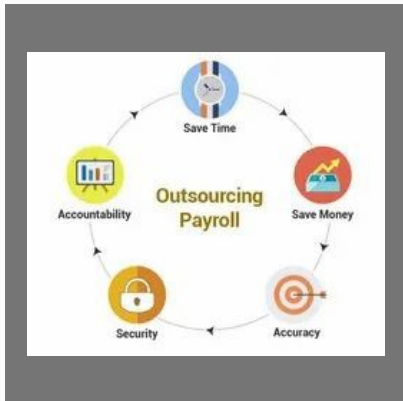 Save Time
Outsourcing
Payroll
Save Money
Accuracy
Security
Accountability